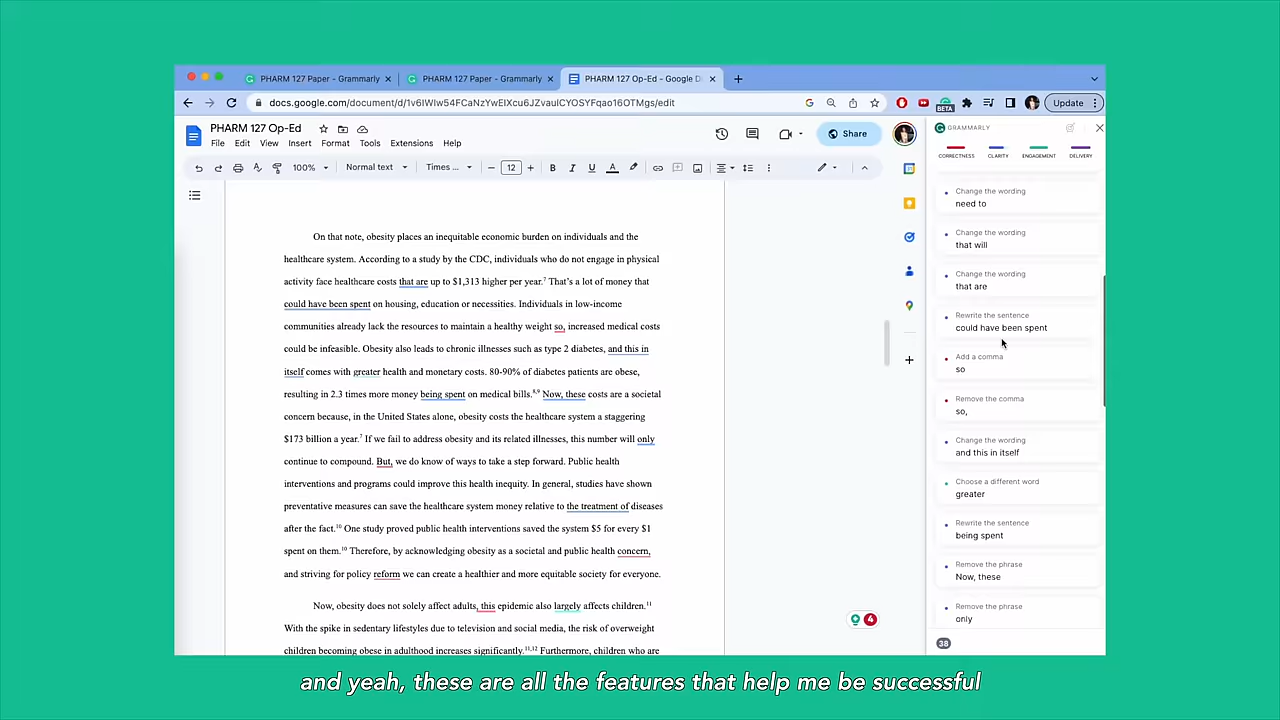 PHARM 127 Paper - Grammarly
PHARM 127 Paper - Grammarly
PHARM 127 Op-Ed - Google D
docs.google.com/document/d/1v6IWIw54FCaNzYwEIXcu6JZvaulCYOSYFqao16OTMgs/edit
BETA
Update
PHARM 127 Op-Ed
File Edit View Insert Format Tools Extensions Help
Share
100% Normal text Times ... 12 B I U A
GRAMMARLY
CORRECTNESS CLARITY ENGAGEMENT DELIVERY
On that note, obesity places an inequitable economic burden on individuals and the
healthcare system. According to a study by the CDC, individuals who do not engage in physical
activity face healthcare costs that are up to $1,313 higher per year.7 That's a lot of money that
could have been spent on housing, education or necessities. Individuals in low-income
communities already lack the resources to maintain a healthy weight so, increased medical costs
could be infeasible. Obesity also leads to chronic illnesses such as type 2 diabetes, and this in
itself comes with greater health and monetary costs. 80-90% of diabetes patients are obese,
resulting in 2.3 times more money being spent on medical bills.8,9 Now, these costs are a societal
concern because, in the United States alone, obesity costs the healthcare system a staggering
$173 billion a year.7 If we fail to address obesity and its related illnesses, this number will only
continue to compound. But, we do know of ways to take a step forward. Public health
interventions and programs could improve this health inequity. In general, studies have shown
preventative measures can save the healthcare system money relative to the treatment of diseases
after the fact.10 One study proved public health interventions saved the system $5 for every $1
spent on them.10 Therefore, by acknowledging obesity as a societal and public health concern,
and striving for policy reform we can create a healthier and more equitable society for everyone.
Now, obesity does not solely affect adults, this epidemic also largely affects children.11
With the spike in sedentary lifestyles due to television and social media, the risk of overweight
children becoming obese in adulthood increases significantly.11,12 Furthermore, children who are
4
Change the wording
need to
Change the wording
that will
Change the wording
that are
Rewrite the sentence
could have been spent
Add a comma
so
Remove the comma
so,
Change the wording
and this in itself
Choose a different word
greater
Rewrite the sentence
being spent
Remove the phrase
Now, these
Remove the phrase
only
38
and yeah, these are all the features that help me be successful